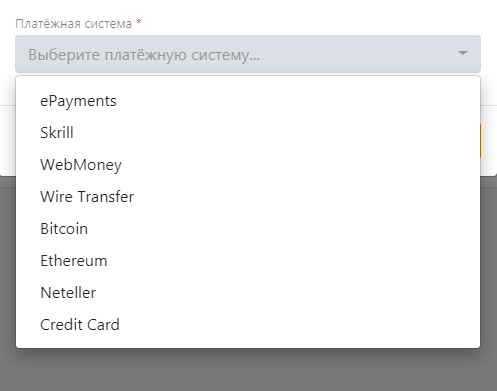 Платёжная система *
Выберите платёжную систему...
ePayments
Skrill
WebMoney
Wire Transfer
Bitcoin
Ethereum
Neteller
Credit Card